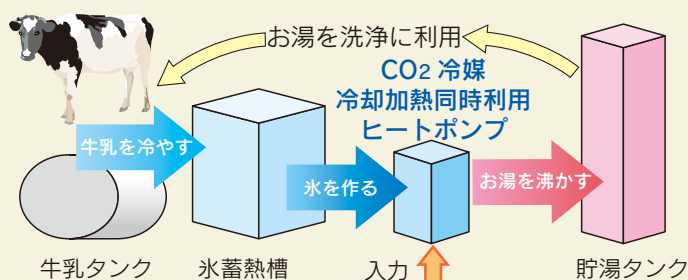 お湯を洗浄に利用
CO2 冷媒
冷却加熱同時利用
ヒートポンプ
牛乳を冷やす
氷を作る
お湯を沸かす
牛乳タンク
氷蓄熱槽
入力
貯湯タンク